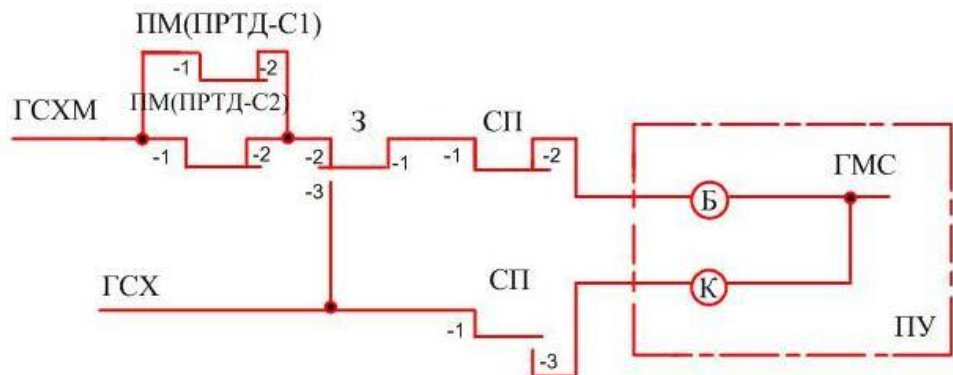 ПМ(ПРТД-С1)
-1 -2
ГСХМ ПМ(ПРТД-С2) З СП
-1 -2 -2 -1 -1 -2 ГМС
-3 Б
ГСХ СП К
-1 ПУ
-3